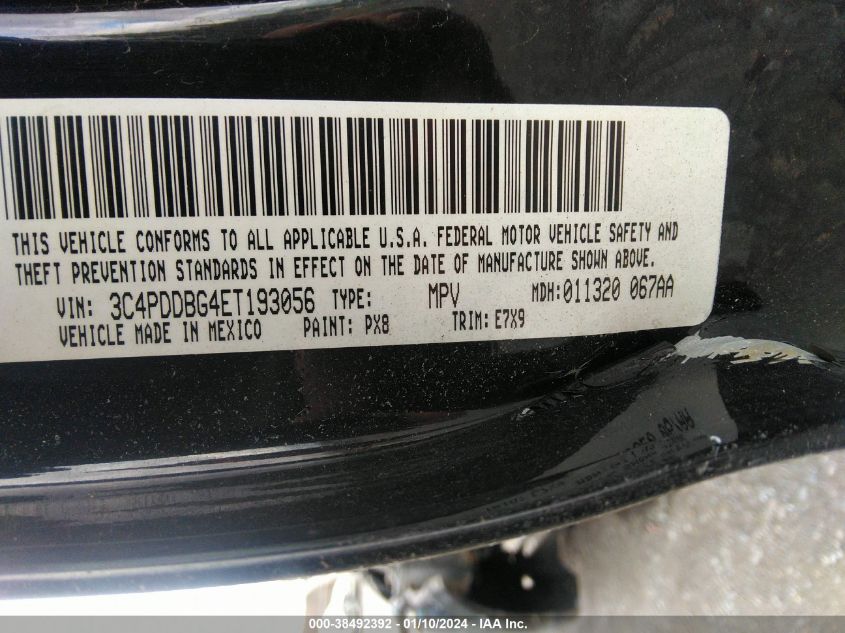 THIS VEHICLE CONFORMS TO ALL APPLICABLE U.S.A. FEDERAL MOTOR VEHICLE SAFETY AND
THEFT PREVENTION STANDARDS IN EFFECT ON THE DATE OF MANUFACTURE SHOWN ABOVE.
VIN: 3C4PDDBG4ET193056 TYPE: MPV MDH: 011320 067AA
VEHICLE MADE IN MEXICO PAINT: PX8 TRIM: E7X9
000-38492392 - 01/10/2024 - IAA Inc.